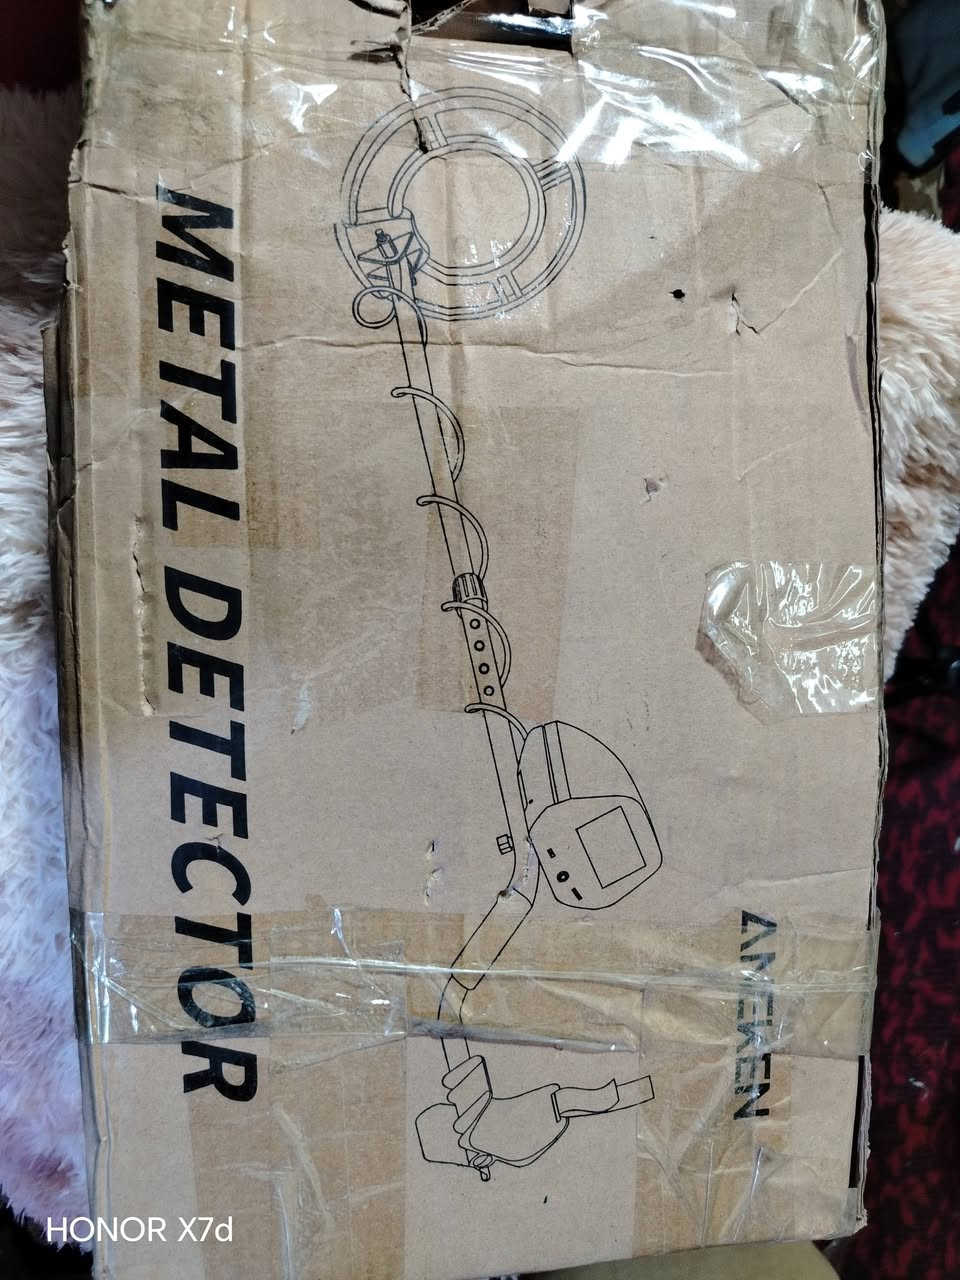 ANEKEN
METAL DETECTOR
HONOR X7d